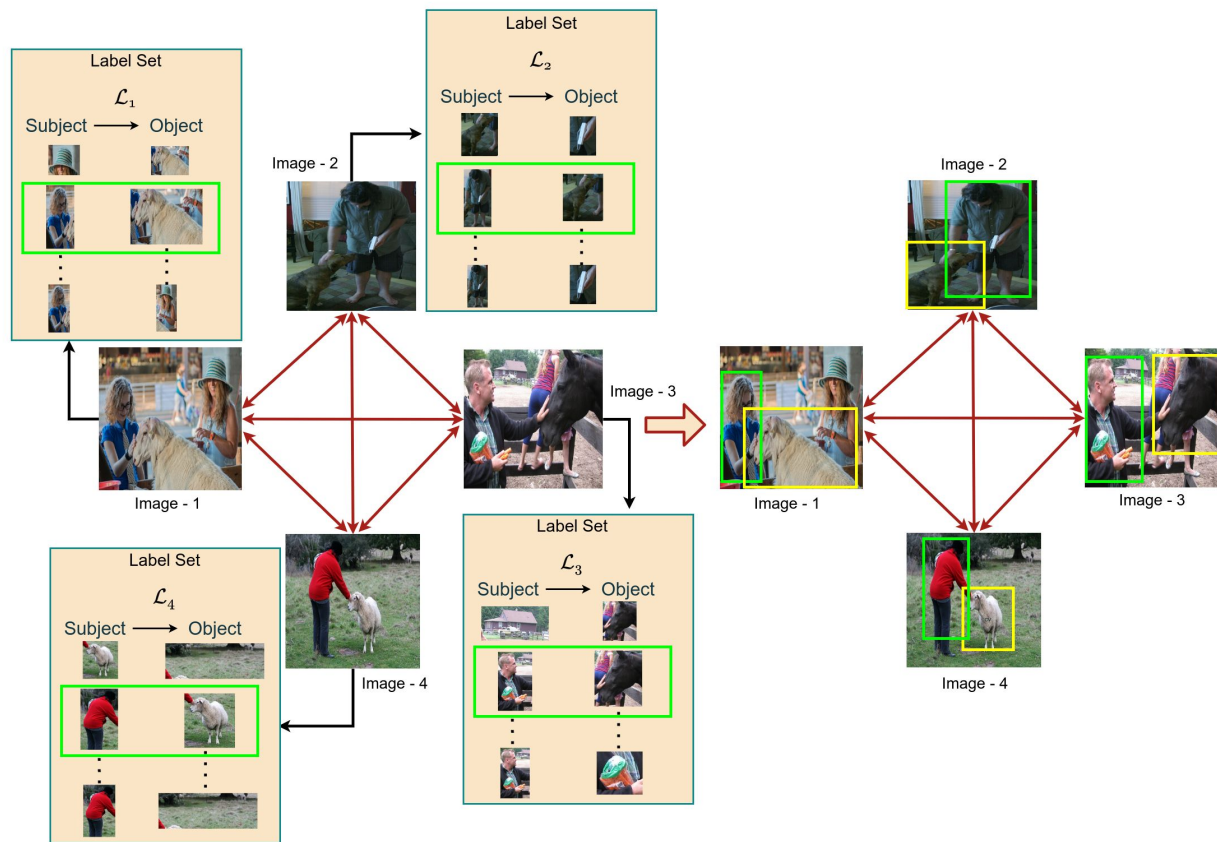 Label Set
ℒ₁
Subject Object
Label Set
ℒ₂
Subject Object
Image - 2
Image - 1
Image - 3
Label Set
ℒ₄
Subject Object
Image - 4
Label Set
ℒ₃
Subject Object
Image - 2
Image - 1
Image - 3
Image - 4